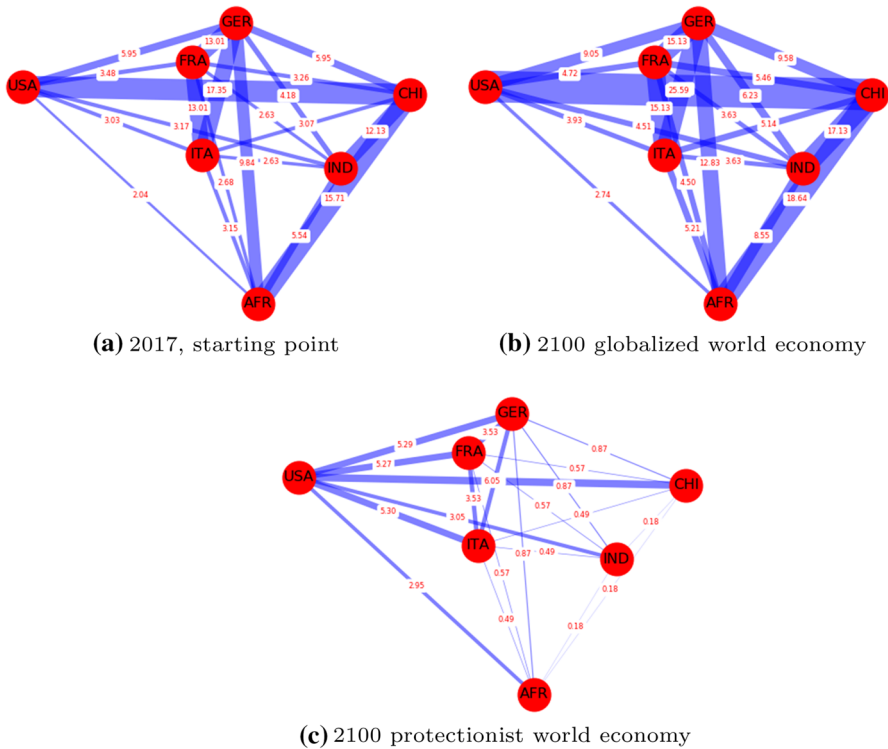 GER
13.01
5.95
5.95
FRA
3.48
3.26
USA
17.35
4.18
CHI
13.01
2.63
3.03
3.17
3.07
12.13
ITA
2.63
IND
9.84
2.68
2.04
15.71
3.15
5.54
AFR
(a) 2017, starting point
GER
15.13
9.05
9.58
FRA
4.72
5.46
USA
25.59
6.23
CHI
15.13
3.63
3.93
4.51
5.14
17.13
ITA
3.63
IND
12.83
4.50
2.74
18.64
5.21
8.55
AFR
(b) 2100 globalized world economy
GER
3.53
5.29
0.87
FRA
5.27
0.57
USA
6.05
0.87
CHI
3.53
0.57
5.30
3.05
0.49
0.18
ITA
0.49
IND
0.87
0.57
2.95
0.18
0.49
0.18
AFR
(c) 2100 protectionist world economy